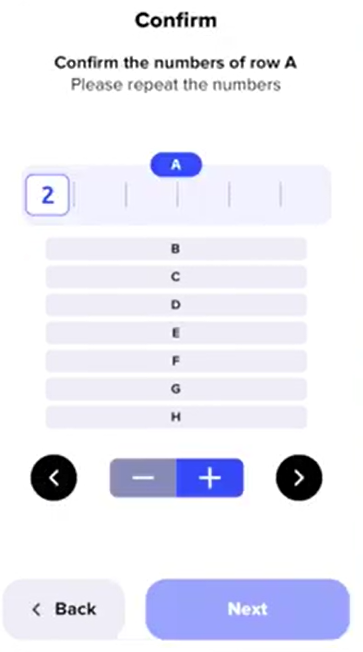 Confirm
Confirm the numbers of row A
Please repeat the numbers
A
2
B
C
D
E
F
G
H
Back
Next